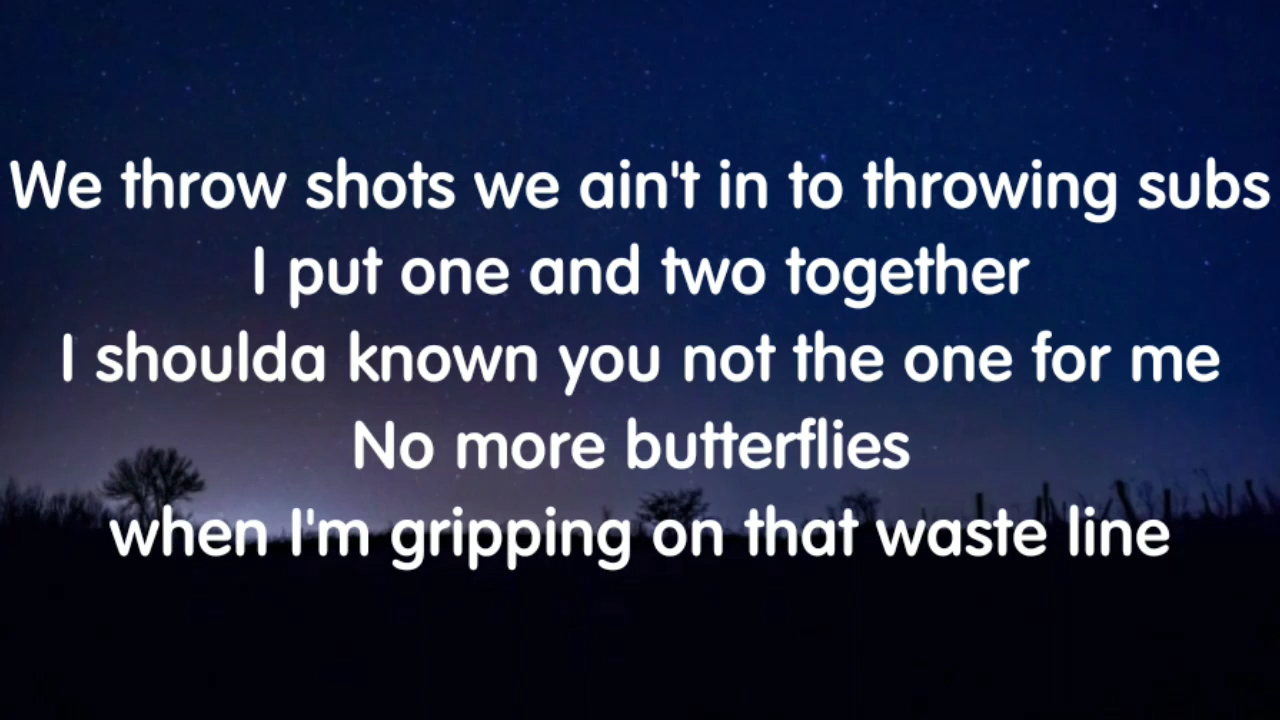 We throw shots we ain't in to throwing subs
I put one and two together
I shoulda known you not the one for me
No more butterflies
when I'm gripping on that waste line